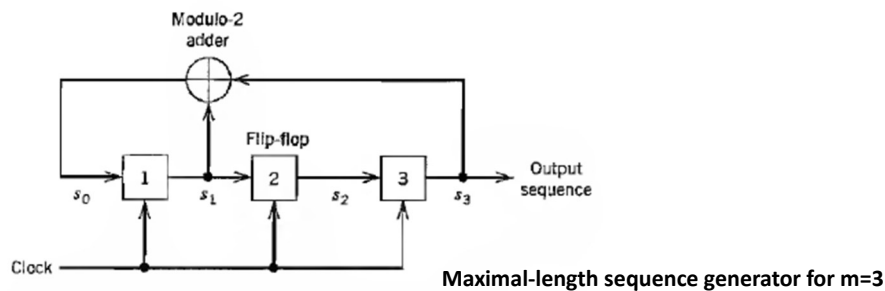 Modulo-2
adder
Flip-flop
1
2
3
s0
s1
s2
s3
Output
sequence
Clock
Maximal-length sequence generator for m=3